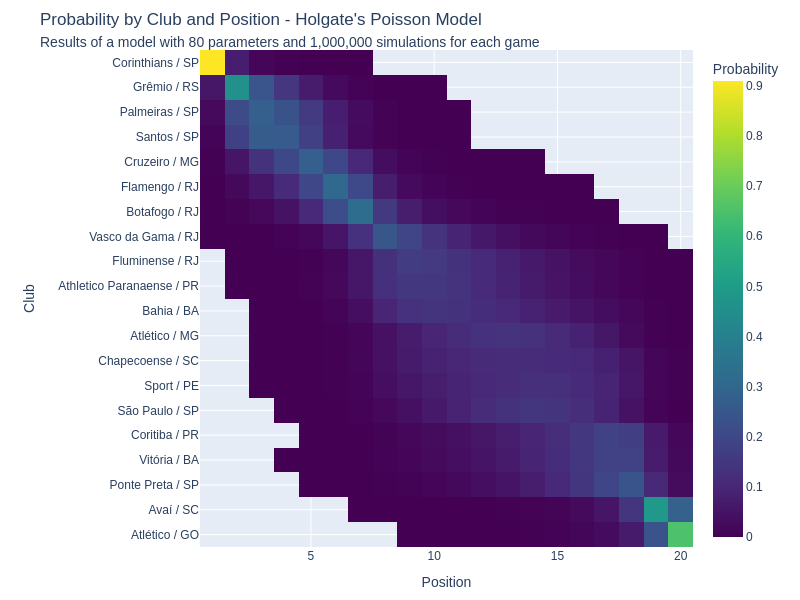 Probability by Club and Position - Holgate's Poisson Model
Results of a model with 80 parameters and 1,000,000 simulations for each game
Probability
Corinthians / SP
Grêmio / RS
Palmeiras / SP
Santos / SP
Cruzeiro / MG
Flamengo / RJ
Botafogo / RJ
Vasco da Gama / RJ
Fluminense / RJ
Athletico Paranaense / PR
Bahia / BA
Atlético / MG
Chapecoense / SC
Sport / PE
São Paulo / SP
Coritiba / PR
Vitória / BA
Ponte Preta / SP
Avaí / SC
Atlético / GO
Club
5
10
15
20
Position
0.9
0.8
0.7
0.6
0.5
0.4
0.3
0.2
0.1
0